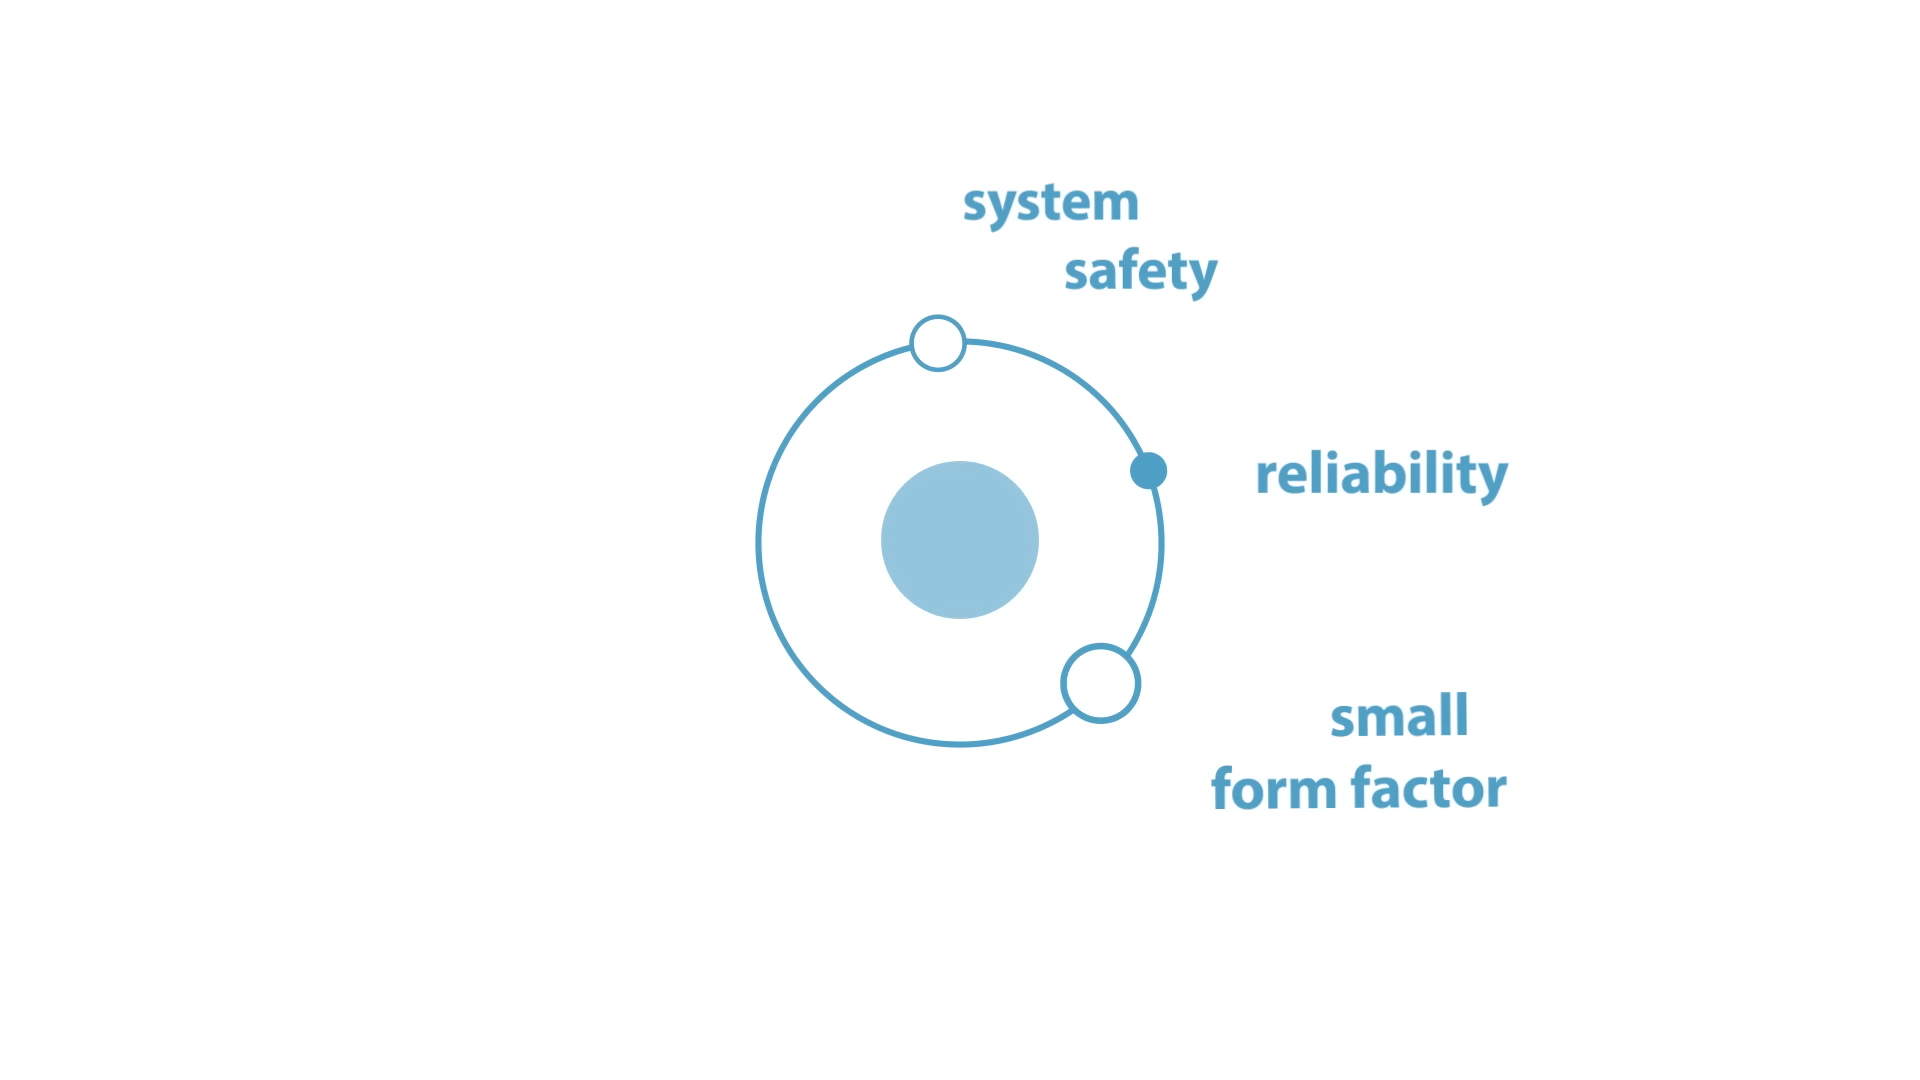 system
safety
reliability
small
form factor